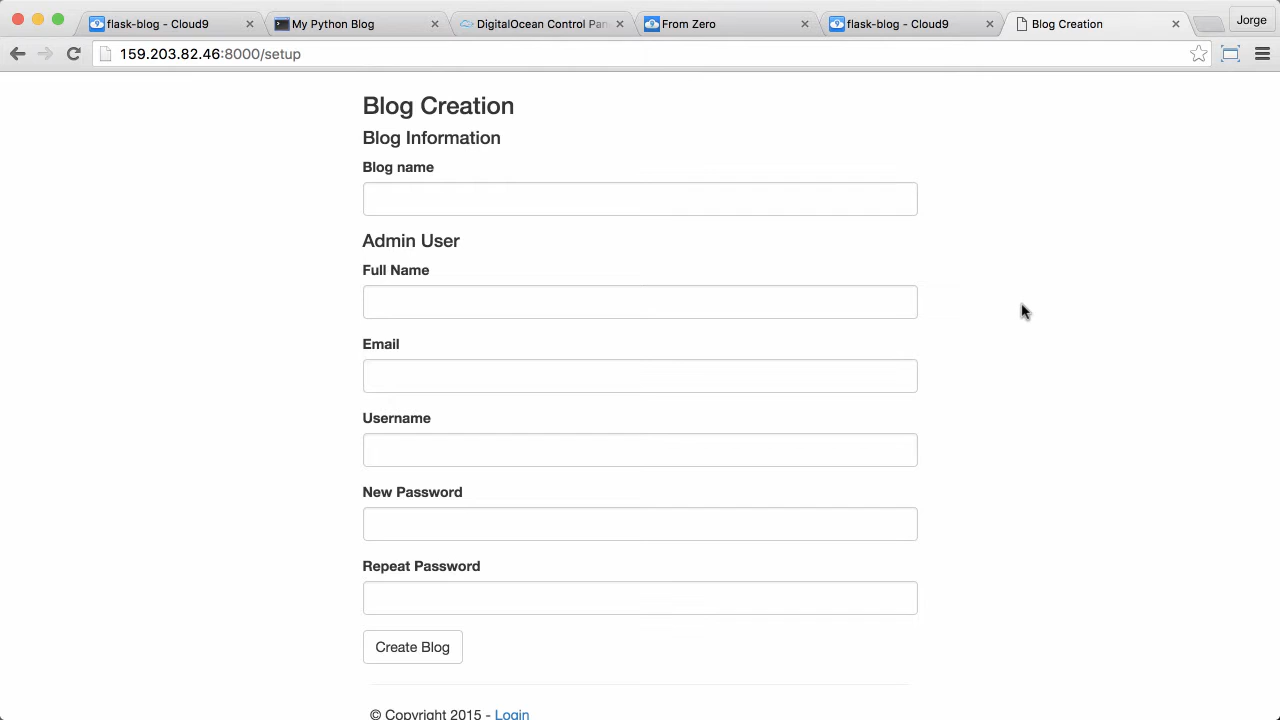 flask-blog - Cloud9
My Python Blog
DigitalOcean Control Pan
From Zero
flask-blog - Cloud9
Blog Creation
Jorge
159.203.82.46:8000/setup
Blog Creation
Blog Information
Blog name
Admin User
Full Name
Email
Username
New Password
Repeat Password
Create Blog
© Copyright 2015 - Login